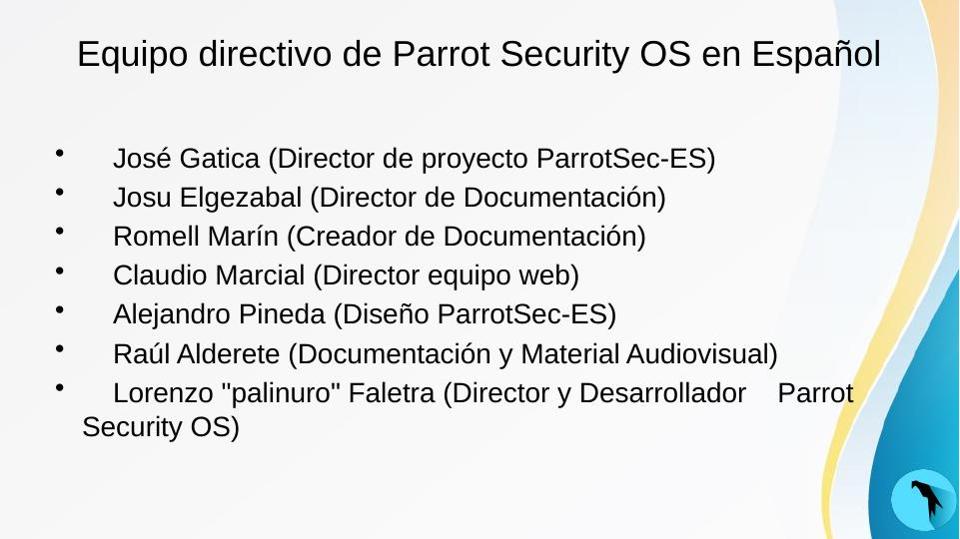 Equipo directivo de Parrot Security OS en Español
• José Gatica (Director de proyecto ParrotSec-ES)
• Josu Elgezabal (Director de Documentación)
• Romell Marín (Creador de Documentación)
• Claudio Marcial (Director equipo web)
• Alejandro Pineda (Diseño ParrotSec-ES)
• Raúl Alderete (Documentación y Material Audiovisual)
• Lorenzo "palinuro" Faletra (Director y Desarrollador Parrot
Security OS)